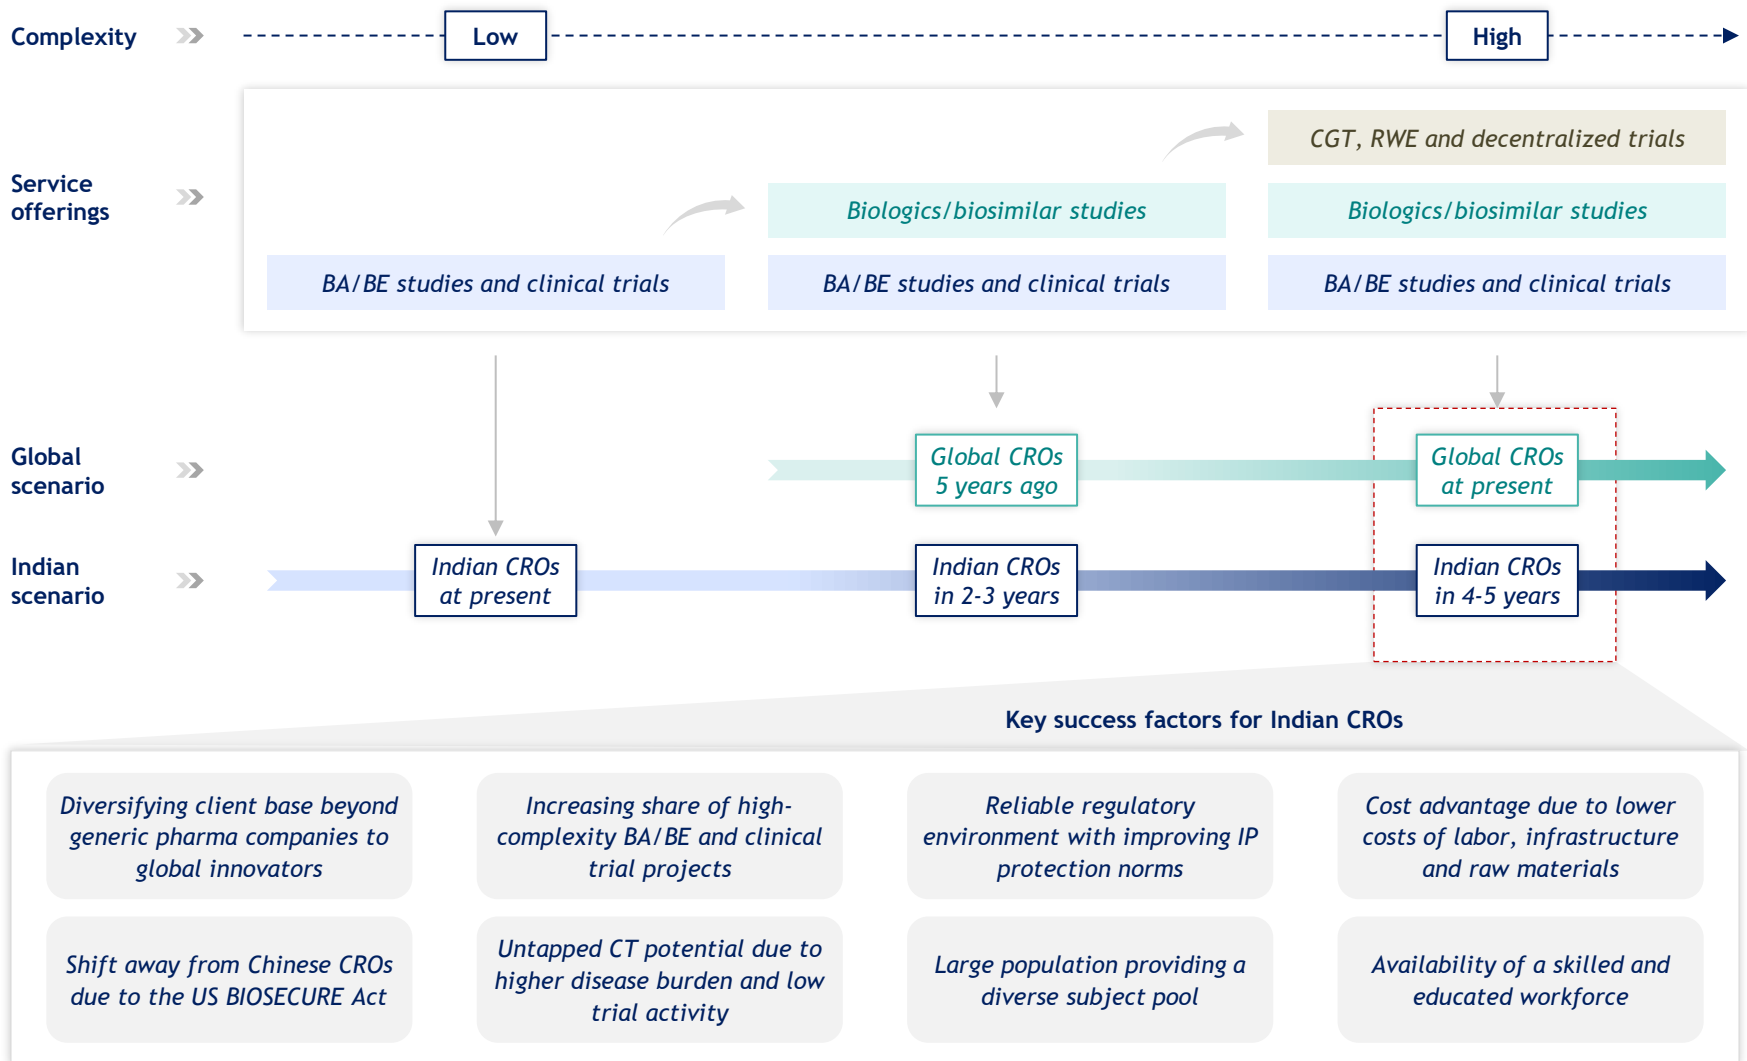 Complexity
Low
High
Service
offerings
CGT, RWE and decentralized trials
Biologics/biosimilar studies
Biologics/biosimilar studies
BA/BE studies and clinical trials
BA/BE studies and clinical trials
BA/BE studies and clinical trials
Global
scenario
Global CROs
5 years ago
Global CROs
at present
Indian
scenario
Indian CROs
at present
Indian CROs
in 2-3 years
Indian CROs
in 4-5 years
Key success factors for Indian CROs
Diversifying client base beyond
generic pharma companies to
global innovators
Increasing share of high-
complexity BA/BE and clinical
trial projects
Reliable regulatory
environment with improving IP
protection norms
Cost advantage due to lower
costs of labor, infrastructure
and raw materials
Shift away from Chinese CROs
due to the US BIOSECURE Act
Untapped CT potential due to
higher disease burden and low
trial activity
Large population providing a
diverse subject pool
Availability of a skilled and
educated workforce